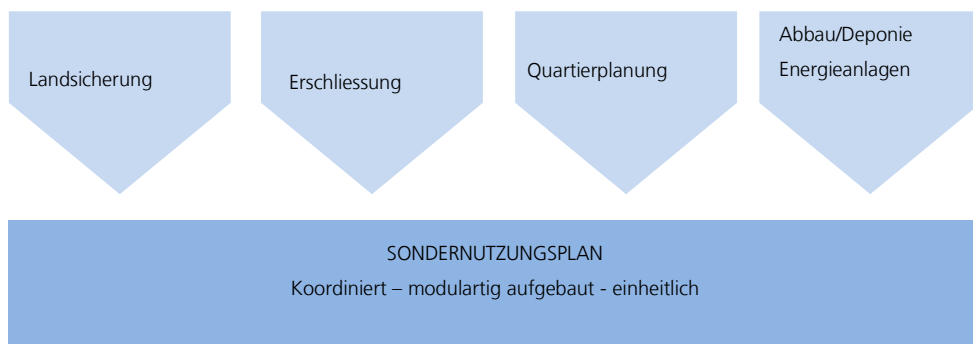 Landsicherung
Erschliessung
Quartierplanung
Abbau/Deponie
Energieanlagen
SONDERNUTZUNGSPLAN
Koordiniert – modulartig aufgebaut - einheitlich